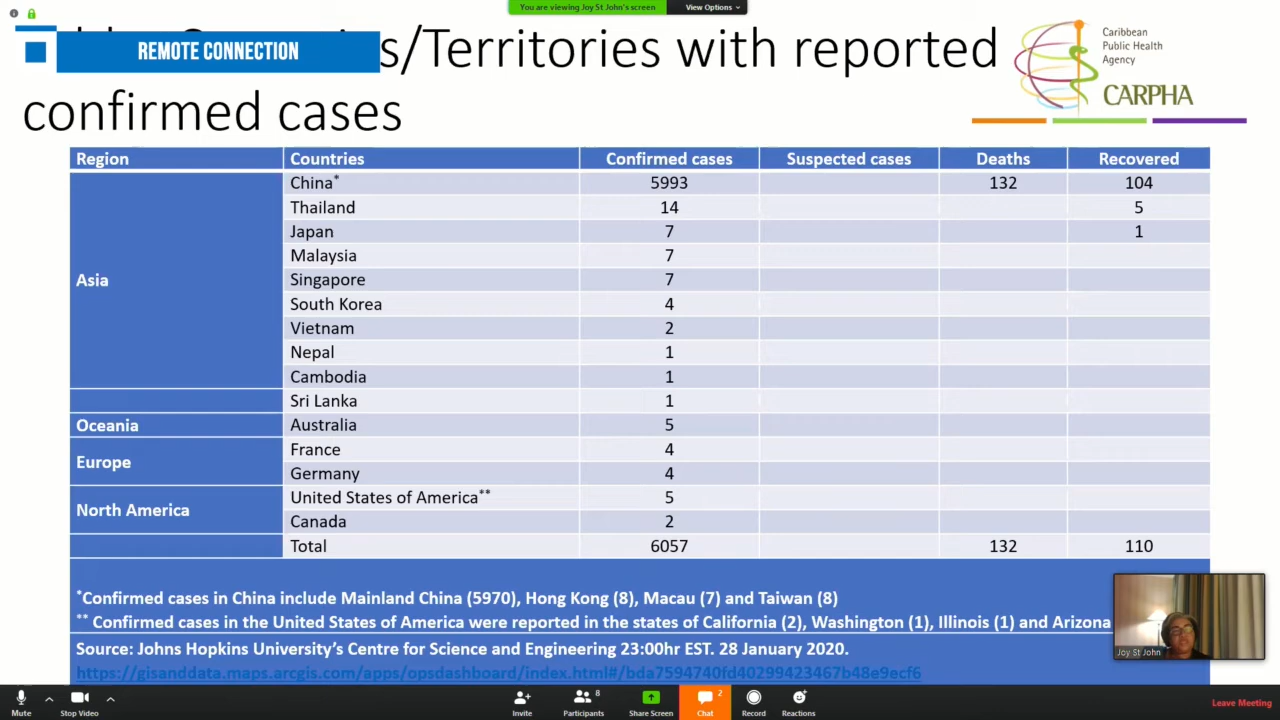 You are viewing Joy St John's screen
View Options
REMOTE CONNECTION
s/Territories with reported
confirmed cases
Caribbean
Public Health
Agency
CARPHA
Region Countries Confirmed cases Suspected cases Deaths Recovered
Asia
China* 5993 132 104
Thailand 14 5
Japan 7 1
Malaysia 7
Singapore 7
South Korea 4
Vietnam 2
Nepal 1
Cambodia 1
Sri Lanka 1
Oceania Australia 5
Europe
France 4
Germany 4
North America
United States of America** 5
Canada 2
Total 6057 132 110
*Confirmed cases in China include Mainland China (5970), Hong Kong (8), Macau (7) and Taiwan (8)
** Confirmed cases in the United States of America were reported in the states of California (2), Washington (1), Illinois (1) and Arizona
Source: Johns Hopkins University's Centre for Science and Engineering 23:00hr EST. 28 January 2020.
https://gisanddata.maps.arcgis.com/apps/opsdashboard/index.html#/bda7594740fd40299423467b48e9ecf6
Joy St John
Mute Stop Video Invite Participants 8 Share Screen Chat 2 Record Reactions Leave Meeting